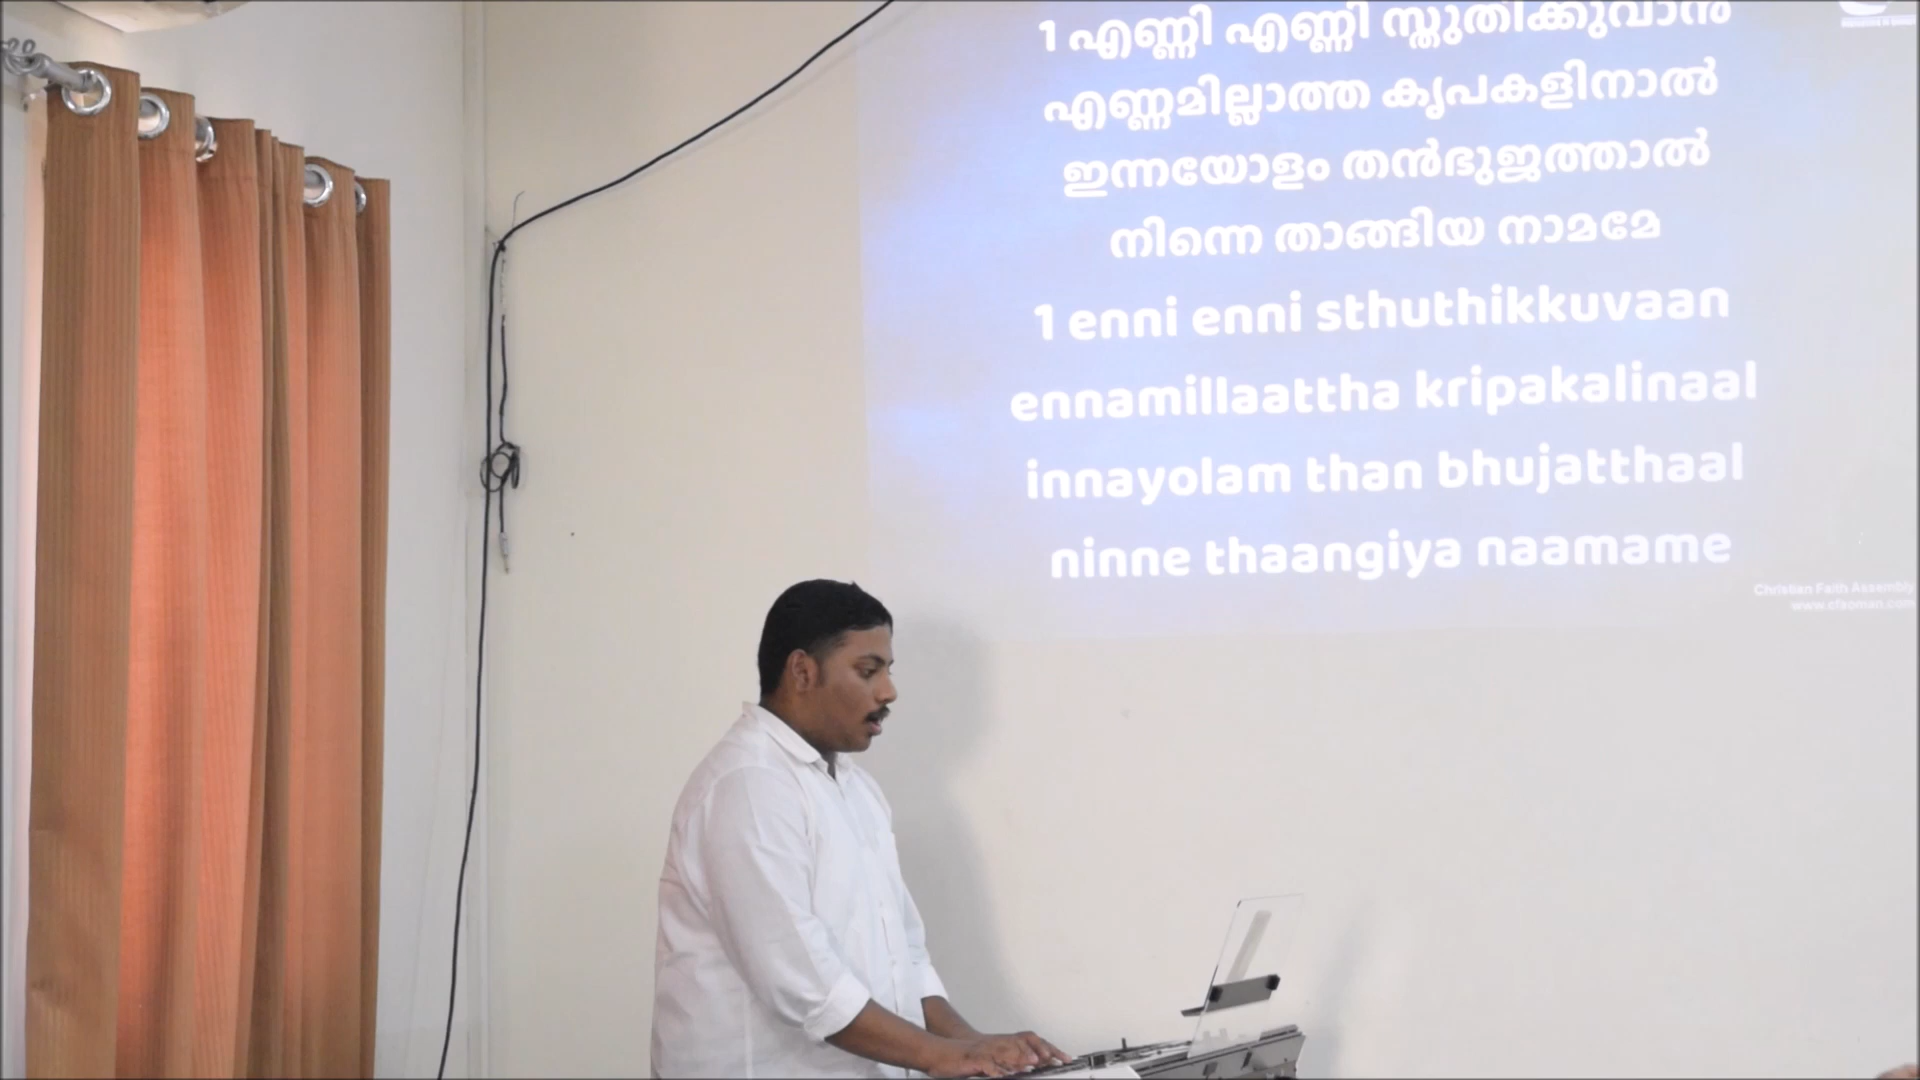 1 എണ്ണി എണ്ണി സ്തുതിക്കുവാൻ
എണ്ണമില്ലാത്ത കൃപകളിനാൽ
ഇന്നയോളം തൻഭുജത്താൽ
നിന്നെ താങ്ങിയ നാമമേ
1 enni enni sthuthikkuvaan
ennamillaattha kripakalinaal
innayolam than bhujatthaal
ninne thaangiya naamame
Christian Faith Assembly
www.cfaoman.com